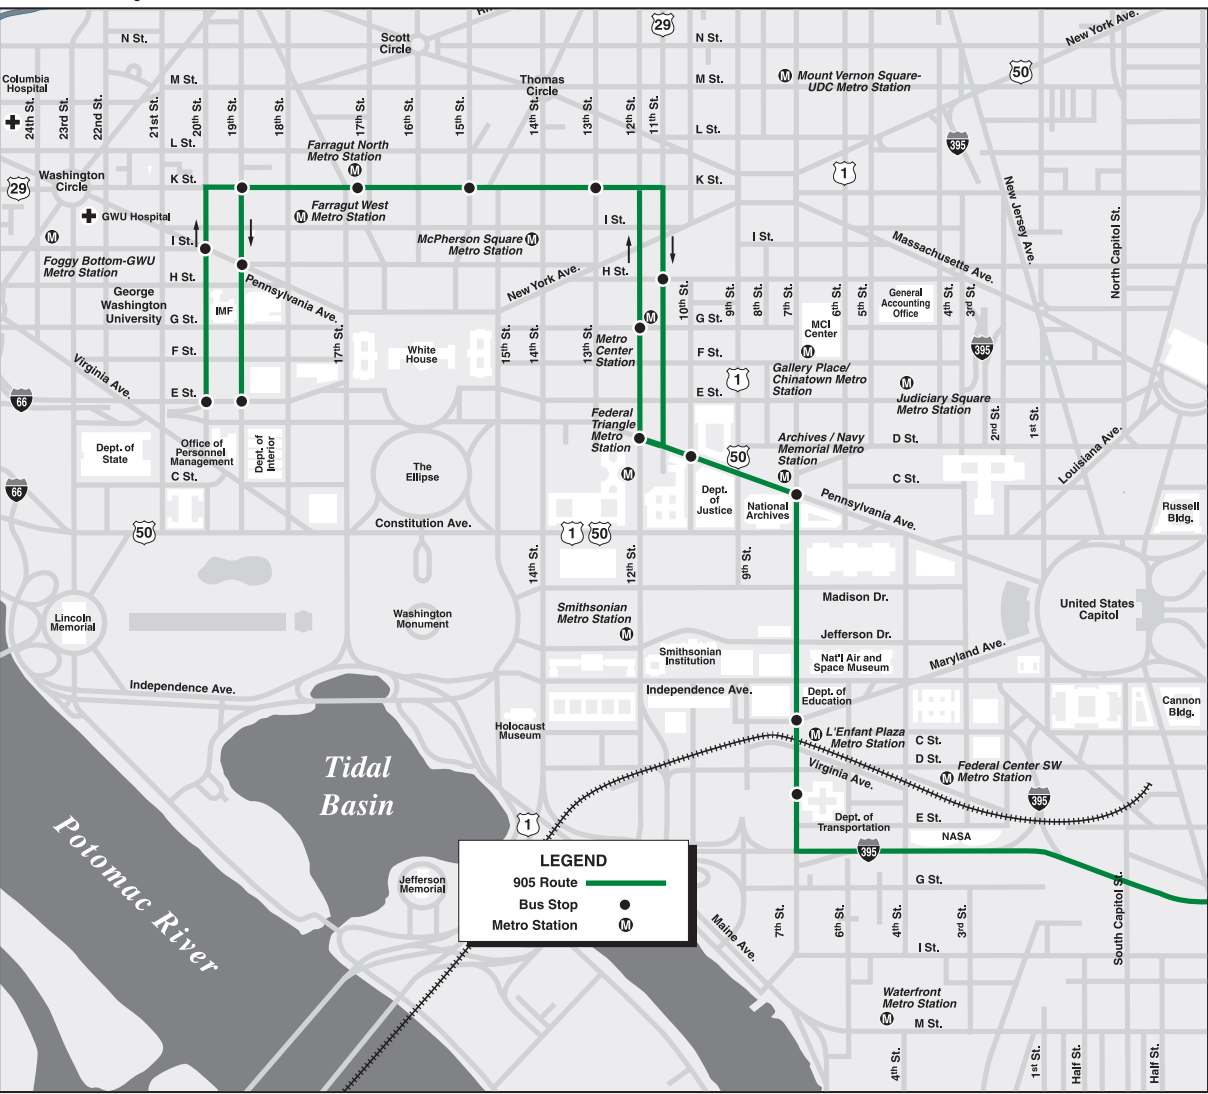 29
N St.
Scott
Circle
N St.
New York Ave.
50
Columbia
Hospital
M St.
Thomas
Circle
M St.
Mount Vernon Square-
UDC Metro Station
24th St.
23rd St.
22nd St.
21st St.
20th St.
19th St.
18th St.
17th St.
16th St.
15th St.
14th St.
13th St.
12th St.
11th St.
L St.
L St.
395
Farragut North
Metro Station
M
29
Washington
Circle
K St.
K St.
1
GWU Hospital
Farragut West
Metro Station
I St.
I St.
I St.
McPherson Square
Metro Station
Foggy Bottom-GWU
Metro Station
New Jersey Ave.
North Capitol St.
Massachusetts Ave.
H St.
H St.
New York Ave.
Pennsylvania Ave.
George
Washington
University
IMF
G St.
G St.
10th St.
9th St.
8th St.
7th St.
6th St.
5th St.
4th St.
3rd St.
General
Accounting
Office
MCI
Center
17th St.
15th St.
14th St.
13th St.
Metro
Center
Station
White
House
F St.
F St.
395
Virginia Ave.
Gallery Place/
Chinatown Metro
Station
1
66
E St.
E St.
Judiciary Square
Metro Station
Federal
Triangle
Metro
Station
2nd St.
1st St.
Louisiana Ave.
D St.
Archives / Navy
Memorial Metro
Station
50
Dept. of
State
Office of
Personnel
Management
Dept. of
Interior
C St.
C St.
The
Ellipse
66
Dept.
of
Justice
National
Archives
Pennsylvania Ave.
Russell
Bldg.
50
Constitution Ave.
1
50
14th St.
12th St.
9th St.
Madison Dr.
United States
Capitol
Lincoln
Memorial
Washington
Monument
Smithsonian
Metro Station
Jefferson Dr.
Smithsonian
Institution
Nat'l Air and
Space Museum
Maryland Ave.
Independence Ave.
Independence Ave.
Dept. of
Education
Cannon
Bldg.
Holocaust
Museum
L'Enfant Plaza
Metro Station
C St.
D St.
Federal Center SW
Metro Station
Tidal
Basin
Virginia Ave.
395
1
Dept. of
Transportation
E St.
NASA
395
Potomac River
Jefferson
Memorial
LEGEND
905 Route
Bus Stop
Metro Station
M
G St.
Maine Ave.
7th St.
6th St.
4th St.
3rd St.
South Capitol St.
I St.
Waterfront
Metro Station
M St.
4th St.
1st St.
Half St.
Half St.